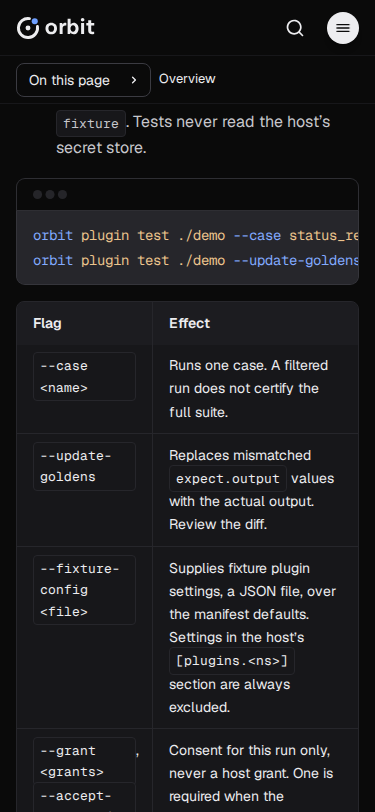 orbit
On this page
Overview
fixture. Tests never read the host's
secret store.
orbit plugin test ./demo --case status_re
orbit plugin test ./demo --update-goldens
Flag Effect
--case
<name>
Runs one case. A filtered
run does not certify the
full suite.
--update-
goldens
Replaces mismatched
expect.output values
with the actual output.
Review the diff.
--fixture-
config
<file>
Supplies fixture plugin
settings, a JSON file, over
the manifest defaults.
Settings in the host's
[plugins.<ns>]
section are always
excluded.
--grant
<grants>,
--accept-
Consent for this run only,
never a host grant. One is
required when the